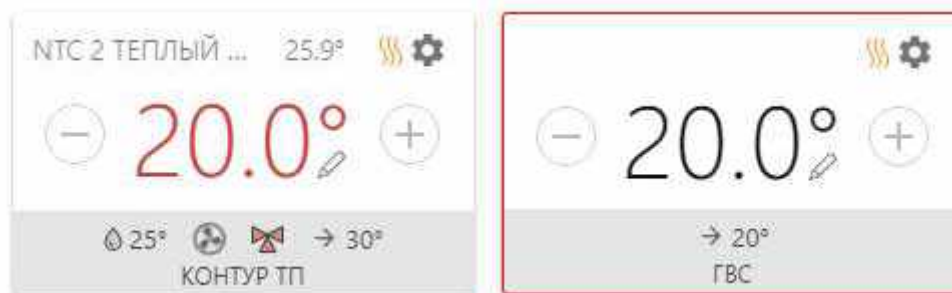 NTC 2 ТЕПЛЫЙ ... 25.9°
20.0°
25° → 30°
КОНТУР ТП
20.0°
→ 20°
ГВС